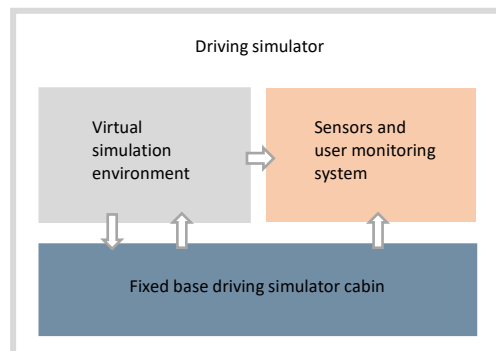 Driving simulator
Virtual
simulation
environment
Sensors and
user monitoring
system
Fixed base driving simulator cabin